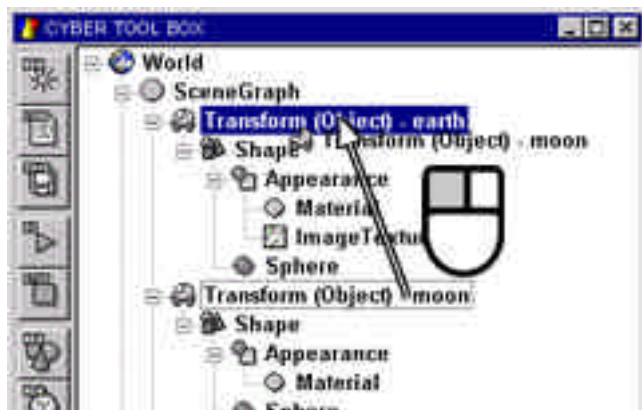 CYBER TOOL BOX
World
SceneGraph
Transform (Object) - earth
Transform (Object) - moon
Shape
Appearance
Material
ImageTextu
Sphere
Transform (Object) - moon
Shape
Appearance
Material
Sphere